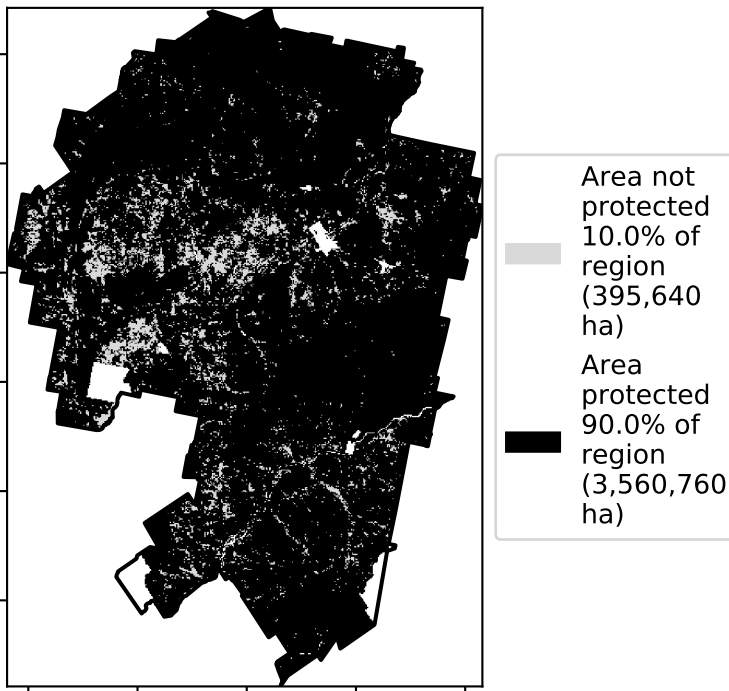 Area not
protected
10.0% of
region
(395,640
ha)
Area
protected
90.0% of
region
(3,560,760
ha)